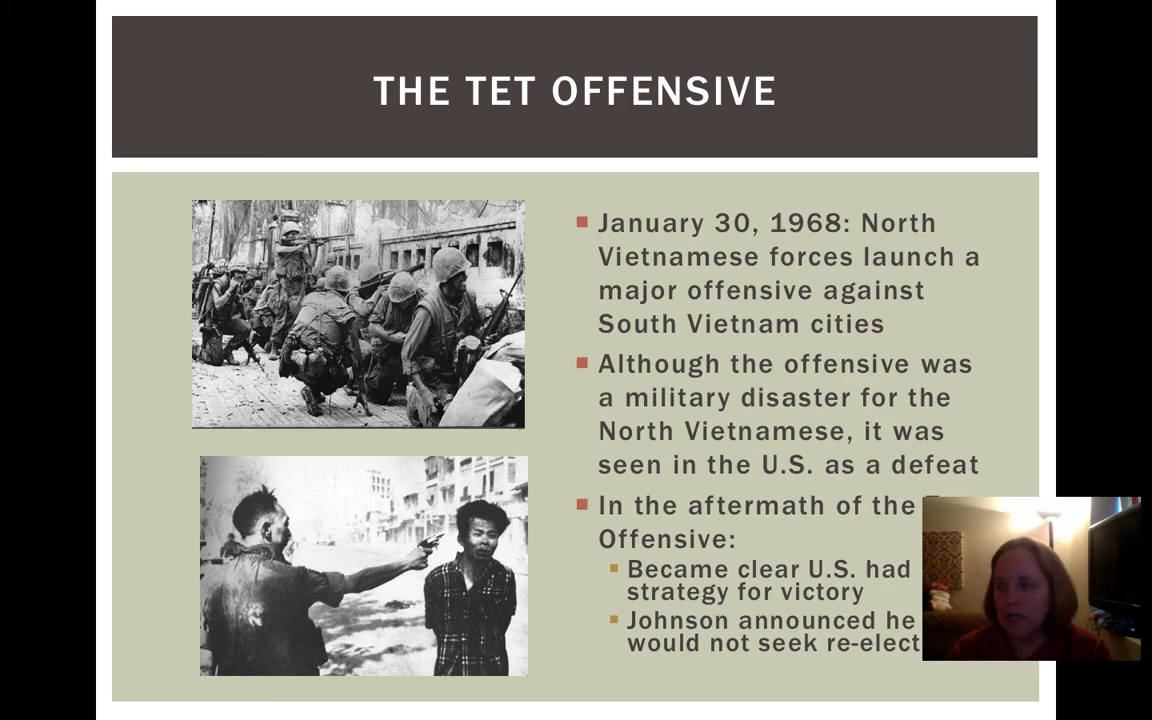 THE TET OFFENSIVE
January 30, 1968: North
Vietnamese forces launch a
major offensive against
South Vietnam cities
Although the offensive was
a military disaster for the
North Vietnamese, it was
seen in the U.S. as a defeat
In the aftermath of the
Offensive:
Became clear U.S. had
strategy for victory
Johnson announced he
would not seek re-elect